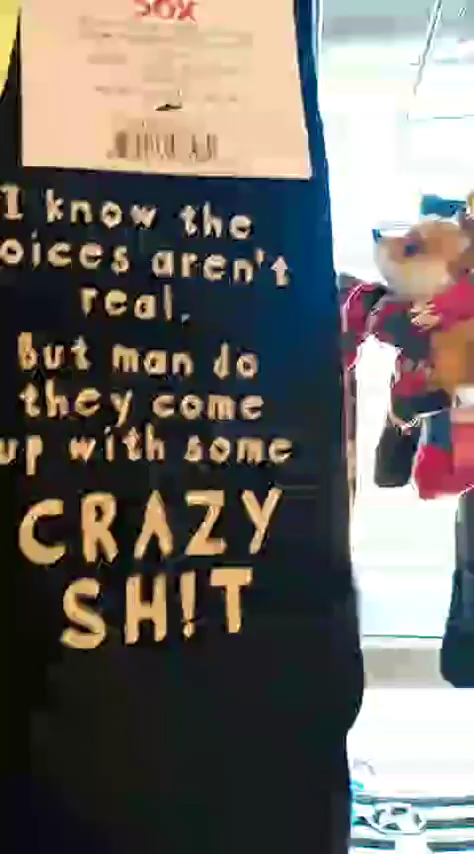 SOX
I know the
oices aren't
real.
But man do
they come
up with some
CRAZY
SH!T